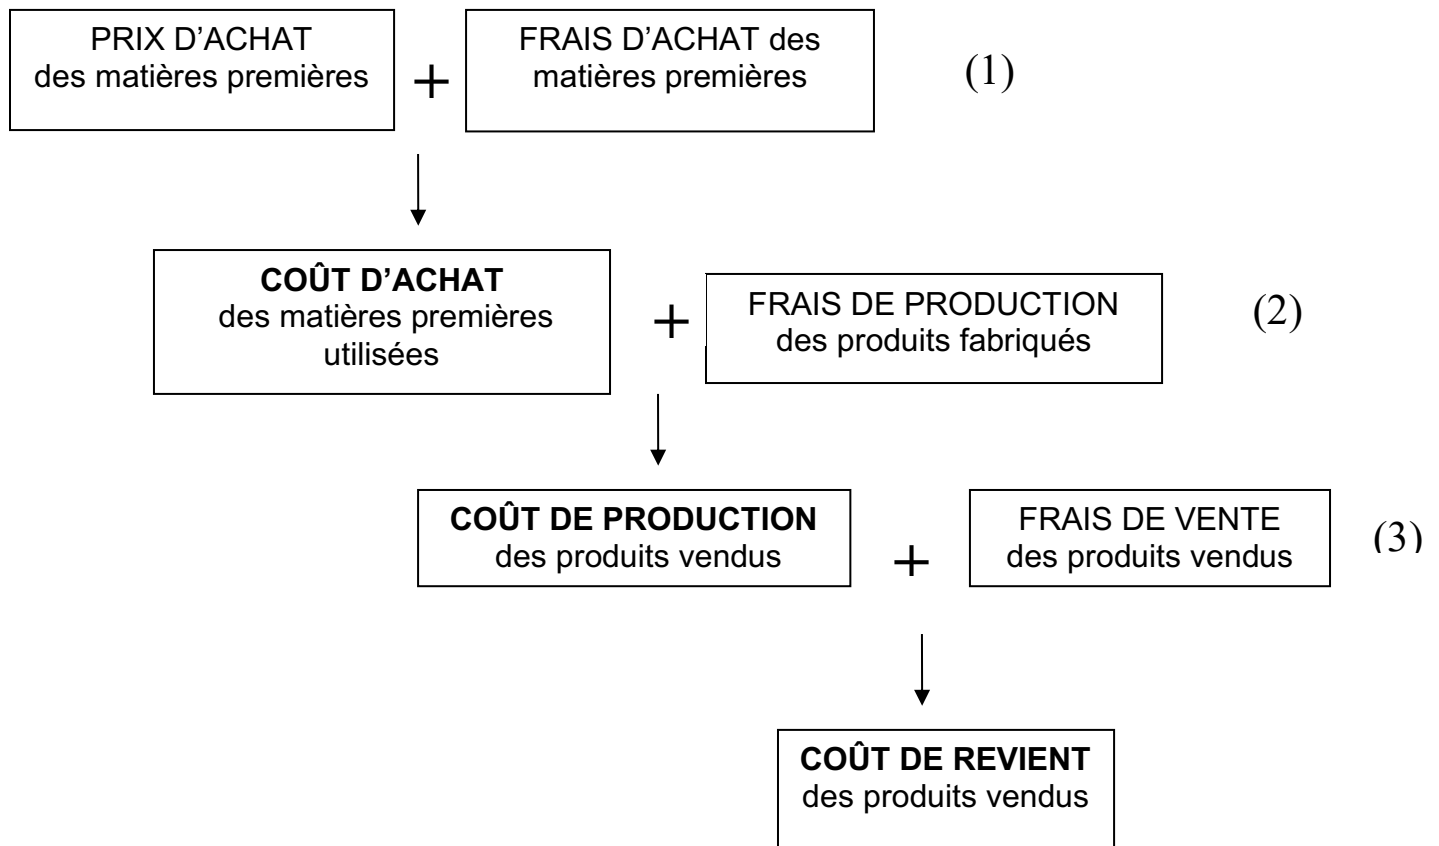 PRIX D'ACHAT
des matières premières
+
FRAIS D'ACHAT des
matières premières
(1)
COÛT D'ACHAT
des matières premières
utilisées
+
FRAIS DE PRODUCTION
des produits fabriqués
(2)
COÛT DE PRODUCTION
des produits vendus
+
FRAIS DE VENTE
des produits vendus
(3)
COÛT DE REVIENT
des produits vendus